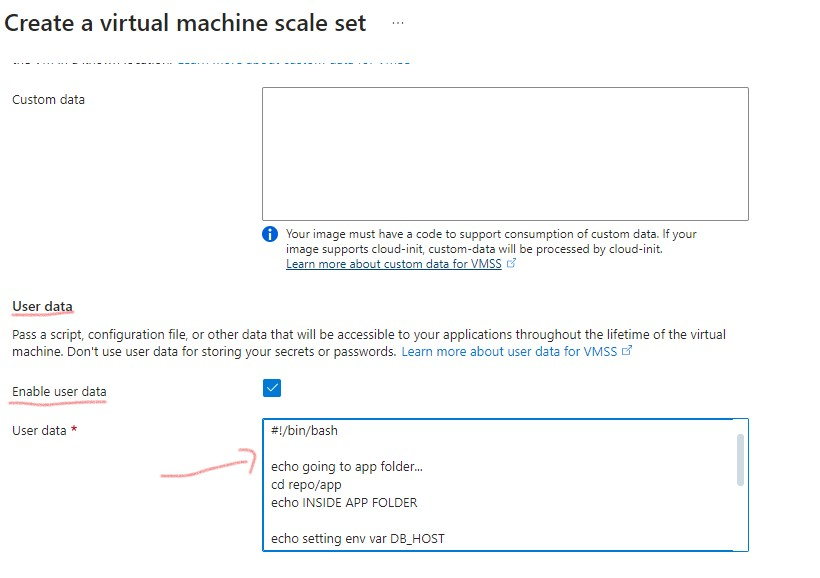 Create a virtual machine scale set ...
Custom data
Your image must have a code to support consumption of custom data. If your
image supports cloud-init, custom-data will be processed by cloud-init.
Learn more about custom data for VMSS
User data
Pass a script, configuration file, or other data that will be accessible to your applications throughout the lifetime of the virtual
machine. Don't use user data for storing your secrets or passwords. Learn more about user data for VMSS
Enable user data
User data *
#!/bin/bash
echo going to app folder...
cd repo/app
echo INSIDE APP FOLDER
echo setting env var DB_HOST